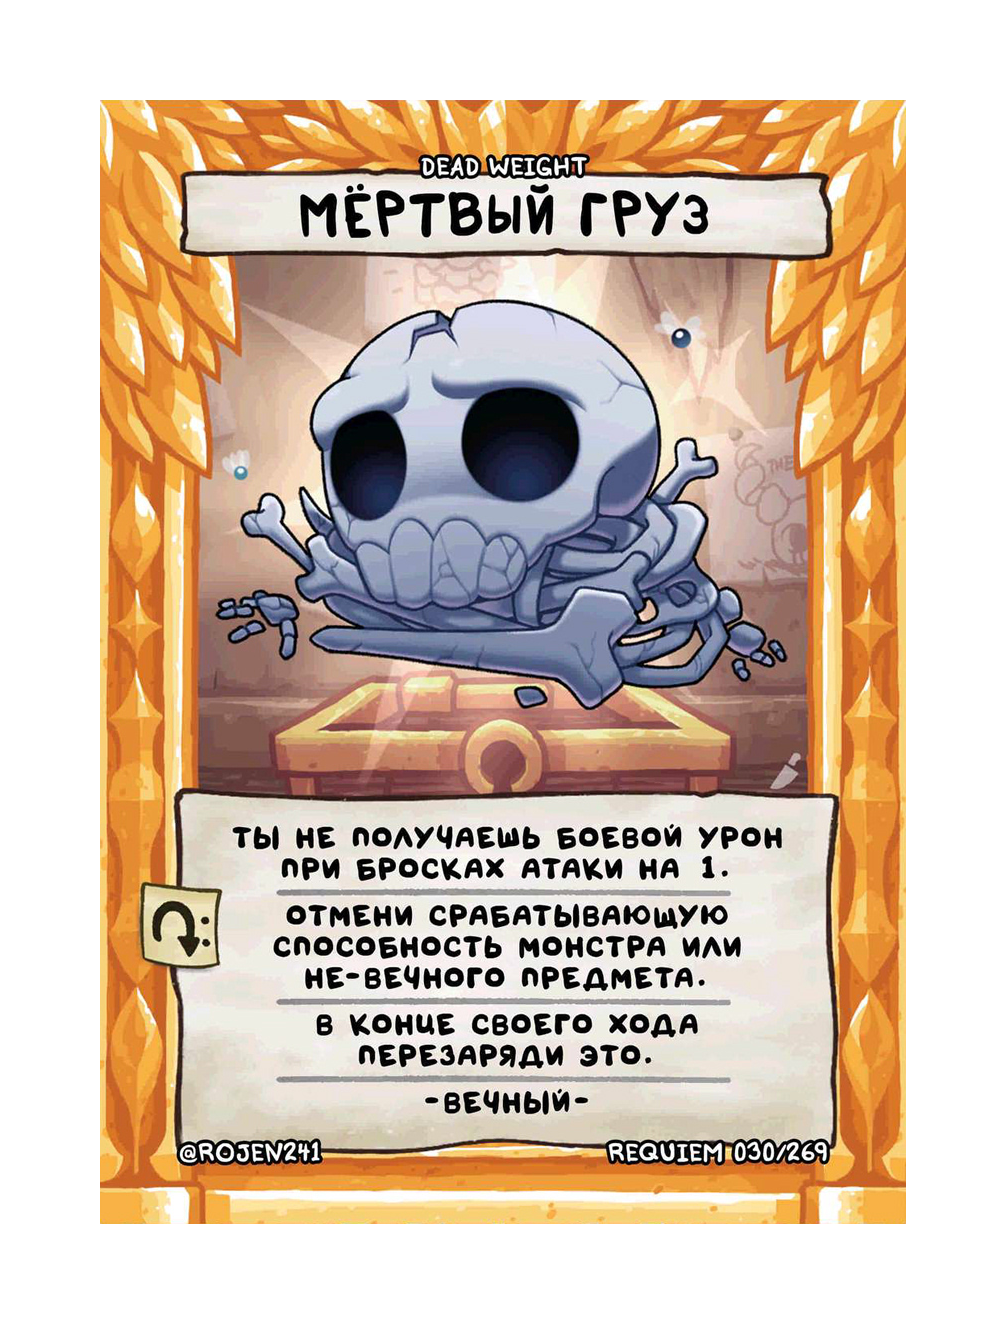 DEAD WEIGHT
МЁРТВЫЙ ГРУЗ
THE
ТЫ НЕ ПОЛУЧАЕШЬ БОЕВОЙ УРОН
ПРИ БРОСКАХ АТАКИ НА 1.
ОТМЕНИ СРАБАТЫВАЮЩУЮ
СПОСОБНОСТЬ МОНСТРА ИЛИ
НЕ-ВЕЧНОГО ПРЕДМЕТА.
В КОНЦЕ СВОЕГО ХОДА
ПЕРЕЗАРЯДИ ЭТО.
-ВЕЧНЫЙ-
@ROJEN241
REQUIEM 030/269